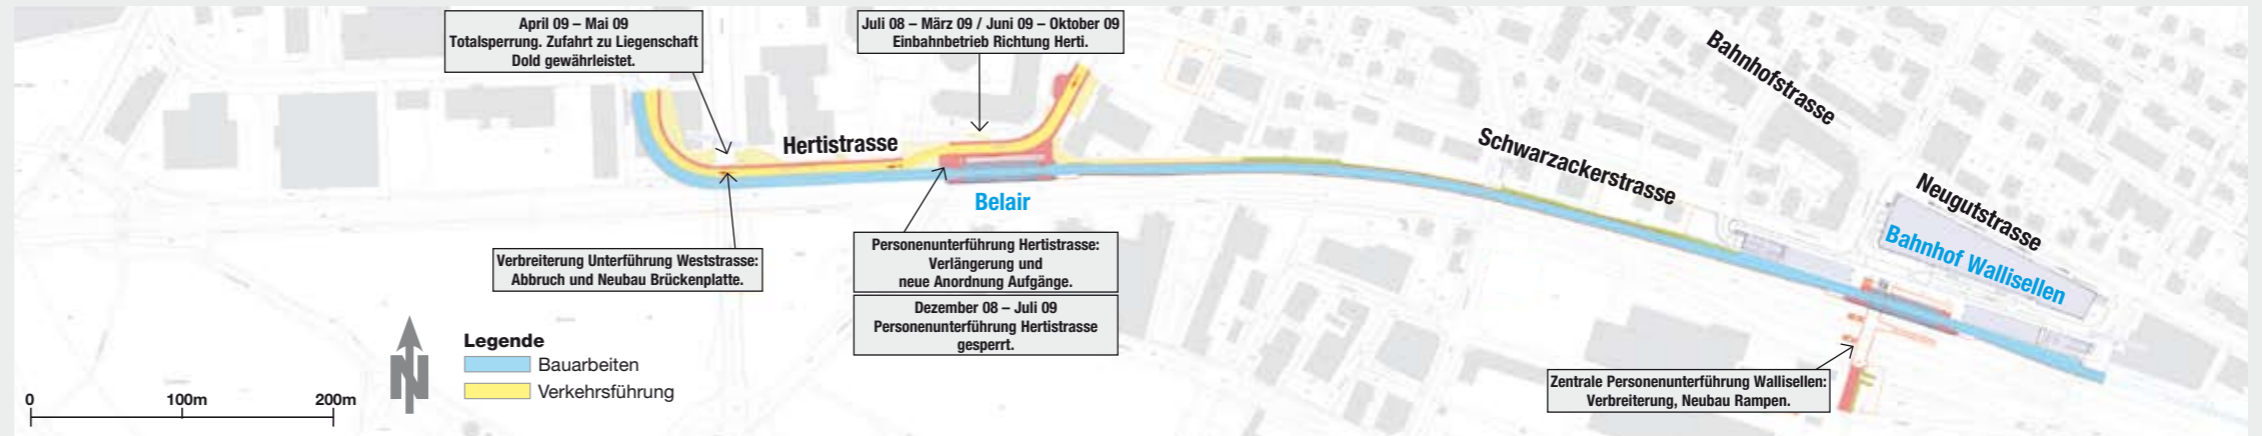 April 09 – Mai 09
Totalsperrung. Zufahrt zu Liegenschaft
Dold gewährleistet.
Juli 08 – März 09 / Juni 09 – Oktober 09
Einbahnbetrieb Richtung Herti.
Bahnhofstrasse
Hertistrasse
Schwarzackerstrasse
Neugutstrasse
Belair
Bahnhof Wallisellen
Verbreiterung Unterführung Weststrasse:
Abbruch und Neubau Brückenplatte.
Personenunterführung Hertistrasse:
Verlängerung und
neue Anordnung Aufgänge.
Dezember 08 – Juli 09
Personenunterführung Hertistrasse
gesperrt.
Zentrale Personenunterführung Wallisellen:
Verbreiterung, Neubau Rampen.
N
Legende
Bauarbeiten
Verkehrsführung
0 100m 200m